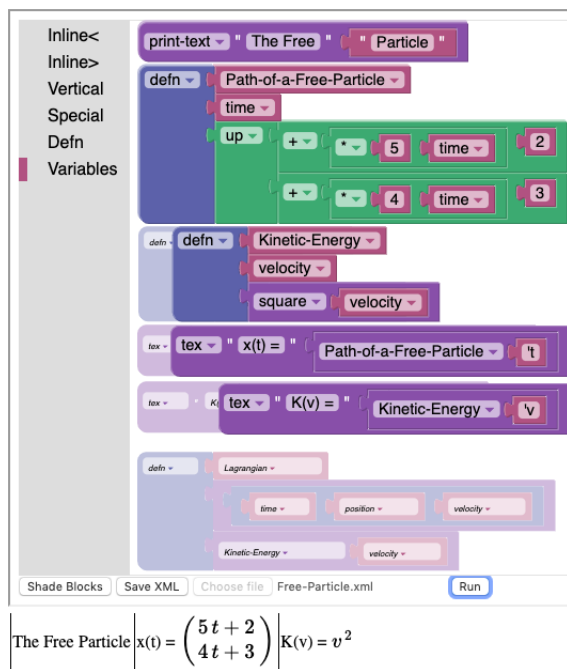 Inline<
Inline>
Vertical
Special
Defn
Variables
print-text " The Free " " Particle "
defn Path-of-a-Free-Particle
time
up + * 5 time 2
+ * 4 time 3
defn defn Kinetic-Energy
velocity
square velocity
tex tex " x(t) = " Path-of-a-Free-Particle 't
tex " K( tex " K(v) = " Kinetic-Energy 'v
defn Lagrangian
time position velocity
Kinetic-Energy velocity
Shade Blocks Save XML Choose file Free-Particle.xml Run
|The Free Particle|x(t) = (5 t + 2
4 t + 3)|K(v) = v²